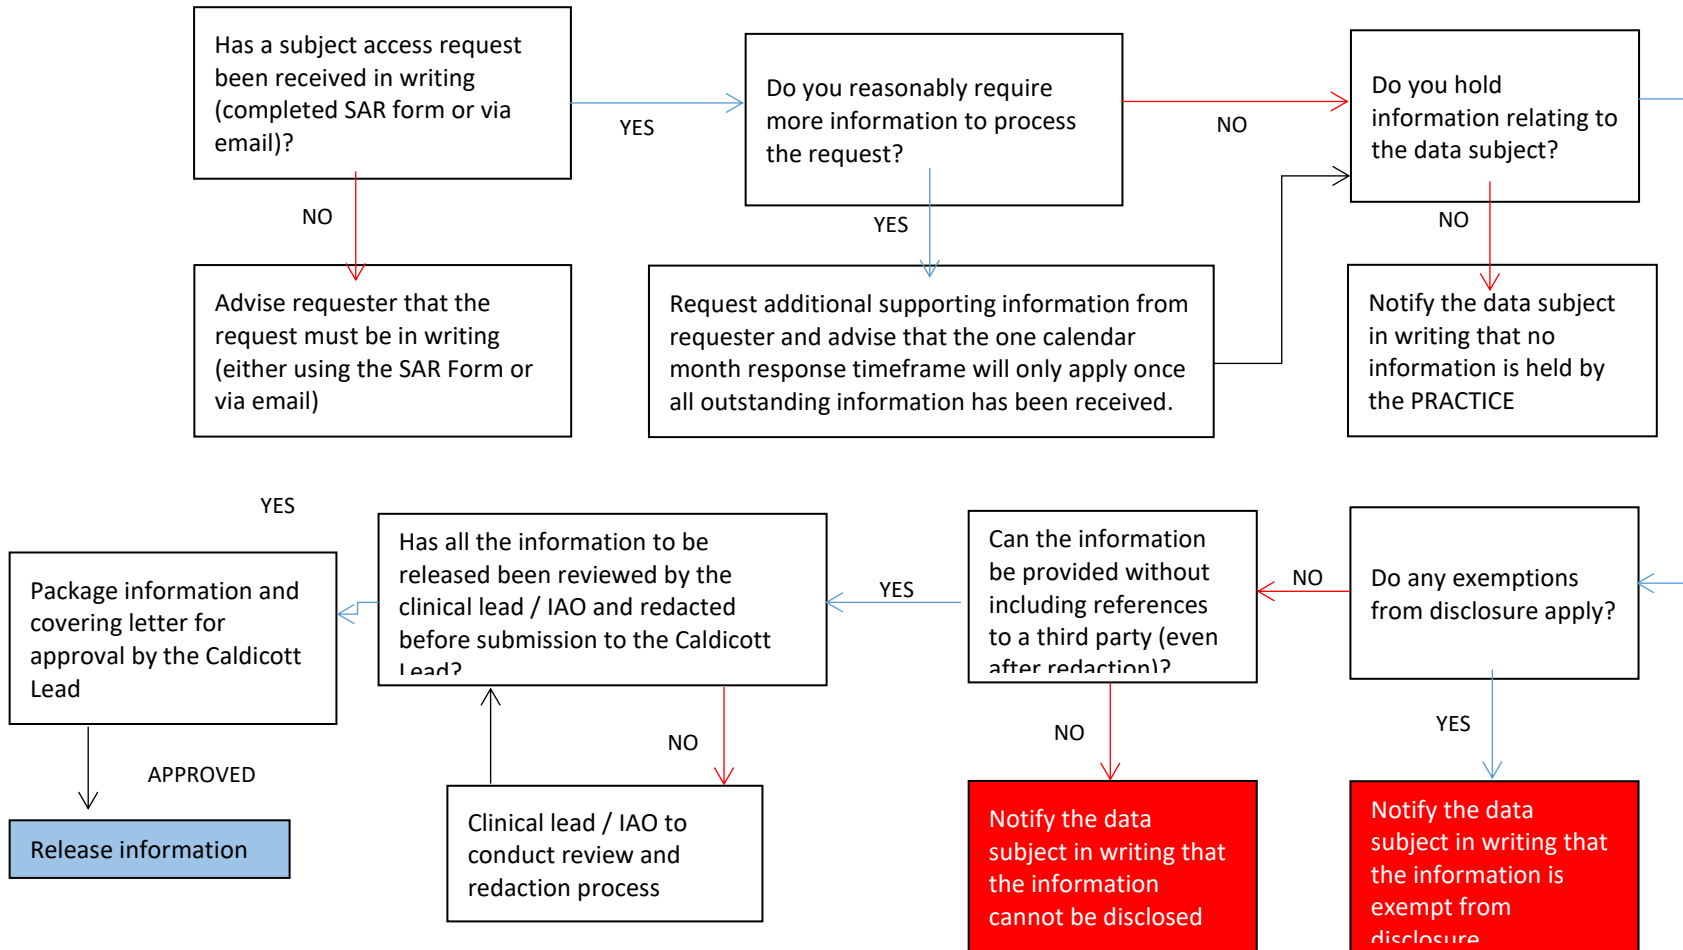 Has a subject access request
been received in writing
(completed SAR form or via
email)?
YES
Do you reasonably require
more information to process
the request?
NO
Do you hold
information relating to
the data subject?
NO
YES
NO
Advise requester that the
request must be in writing
(either using the SAR Form or
via email)
Request additional supporting information from
requester and advise that the one calendar
month response timeframe will only apply once
all outstanding information has been received.
Notify the data subject
in writing that no
information is held by
the PRACTICE
YES
Package information and
covering letter for
approval by the Caldicott
Lead
Has all the information to be
released been reviewed by the
clinical lead / IAO and redacted
before submission to the Caldicott
Lead?
YES
Can the information
be provided without
including references
to a third party (even
after redaction)?
NO
Do any exemptions
from disclosure apply?
APPROVED
NO
NO
YES
Release information
Clinical lead / IAO to
conduct review and
redaction process
Notify the data
subject in writing that
the information
cannot be disclosed
Notify the data
subject in writing that
the information is
exempt from
disclosure